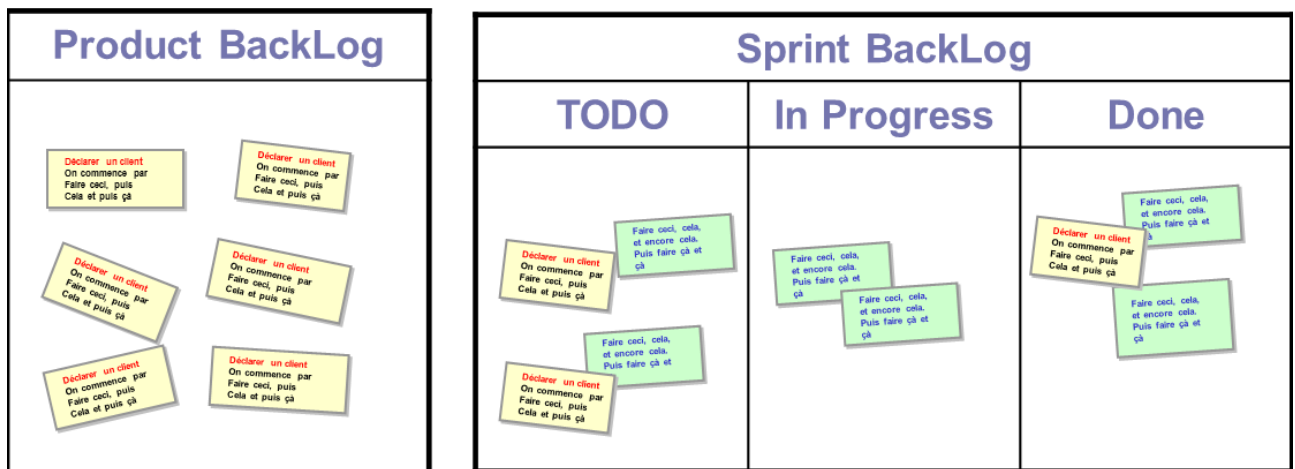 Product BackLog
Déclarer un client
On commence par
Faire ceci, puis
Cela et puis çà
Déclarer un client
On commence par
Faire ceci, puis
Cela et puis çà
Déclarer un client
On commence par
Faire ceci, puis
Cela et puis çà
Déclarer un client
On commence par
Faire ceci, puis
Cela et puis çà
Déclarer un client
On commence par
Faire ceci, puis
Cela et puis çà
Déclarer un client
On commence par
Faire ceci, puis
Cela et puis çà
Sprint BackLog
TODO
In Progress
Done
Faire ceci, cela,
et encore cela.
Puis faire çà et
çà
Déclarer un client
On commence par
Faire ceci, puis
Cela et puis çà
Faire ceci, cela,
et encore cela.
Puis faire çà et
Déclarer un client
On commence par
Faire ceci, puis
Cela et puis çà
Faire ceci, cela,
et encore cela.
Puis faire çà et
çà
Faire ceci, cela,
et encore cela.
Puis faire çà et
çà
Faire ceci, cela,
et encore cela.
Puis faire çà et
çà
Déclarer un client
On commence par
Faire ceci, puis
Cela et puis çà
Faire ceci, cela,
et encore cela.
Puis faire çà et
çà